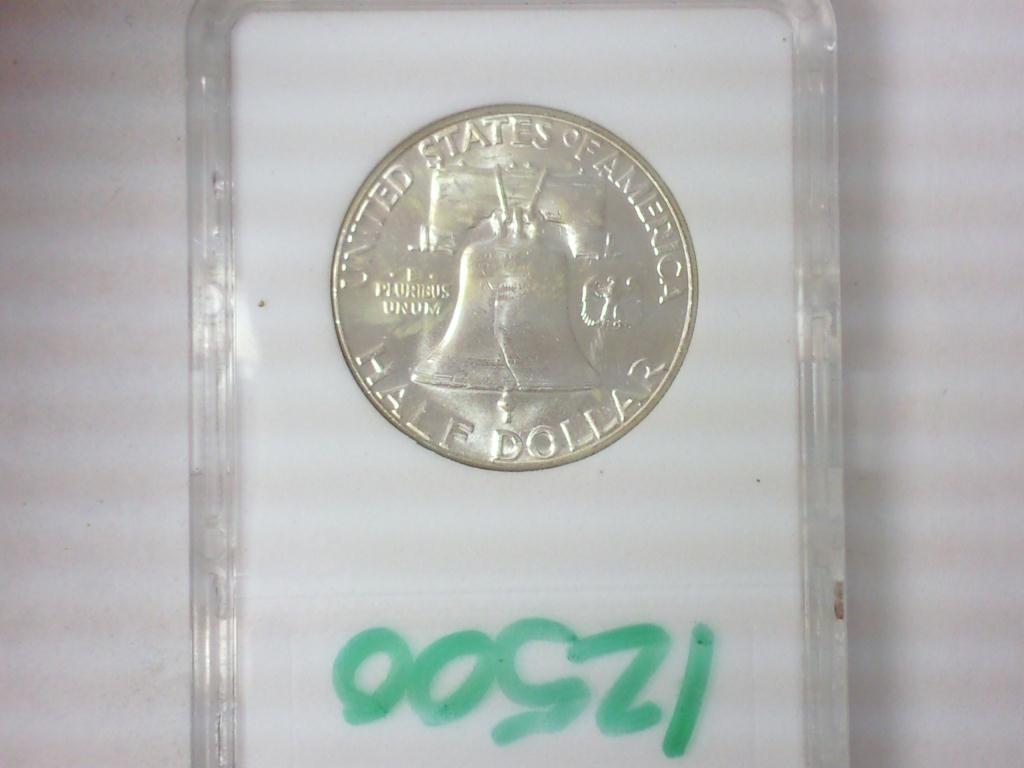 UNITED STATES OF AMERICA
· E ·
PLURIBUS
UNUM
HALF DOLLAR
12500